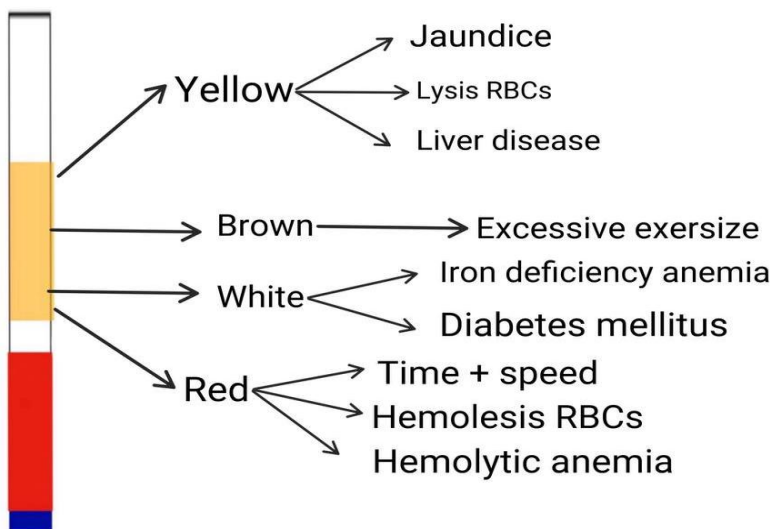 Jaundice
Yellow
Lysis RBCs
Liver disease
Brown
Excessive exersize
Iron deficiency anemia
White
Diabetes mellitus
Time + speed
Red
Hemolesis RBCs
Hemolytic anemia